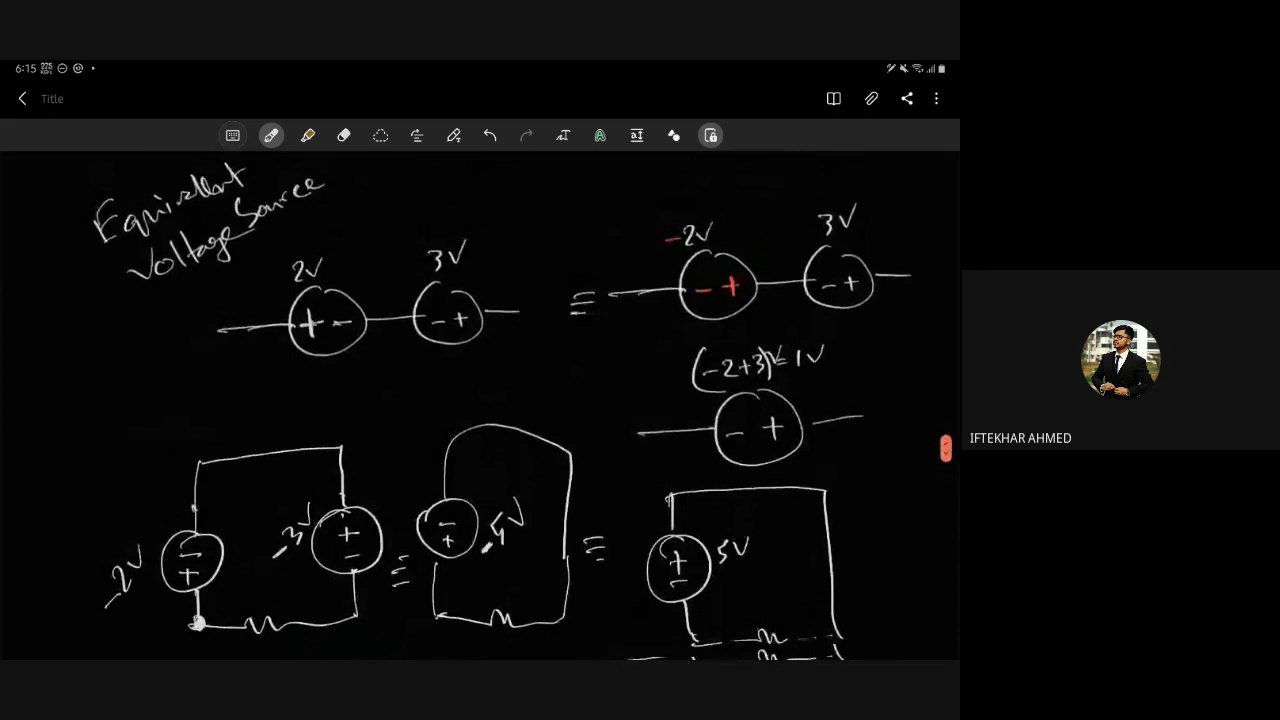 6:15
Title
Equivalent
Voltage Source
2V
3V
+ -
- +
≡
-2V
3V
- +
- +
(-2+3)V = 1V
- +
-2V
- +
-3V
+ -
≡
-5V
- +
≡
5V
+ -
IFTEKHAR AHMED